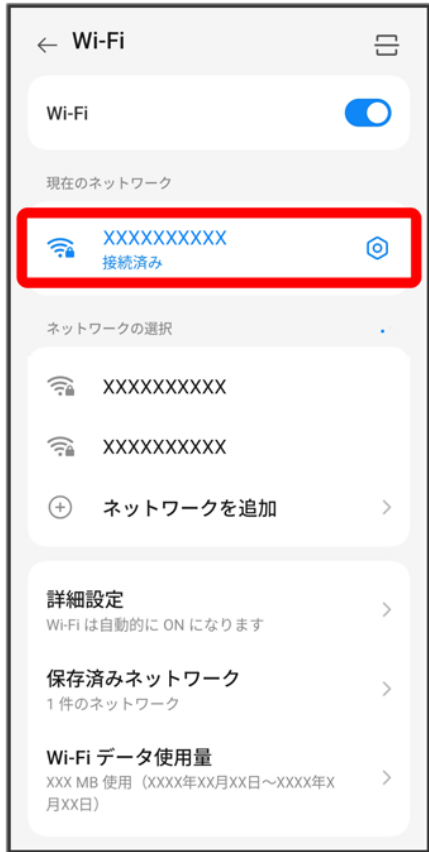 Wi-Fi
Wi-Fi
現在のネットワーク
XXXXXXXXXX
接続済み
ネットワークの選択
XXXXXXXXXX
XXXXXXXXXX
ネットワークを追加
詳細設定
Wi-Fi は自動的に ON になります
保存済みネットワーク
1 件のネットワーク
Wi-Fi データ使用量
XXX MB 使用（XXXX年XX月XX日～XXXX年X
月XX日）